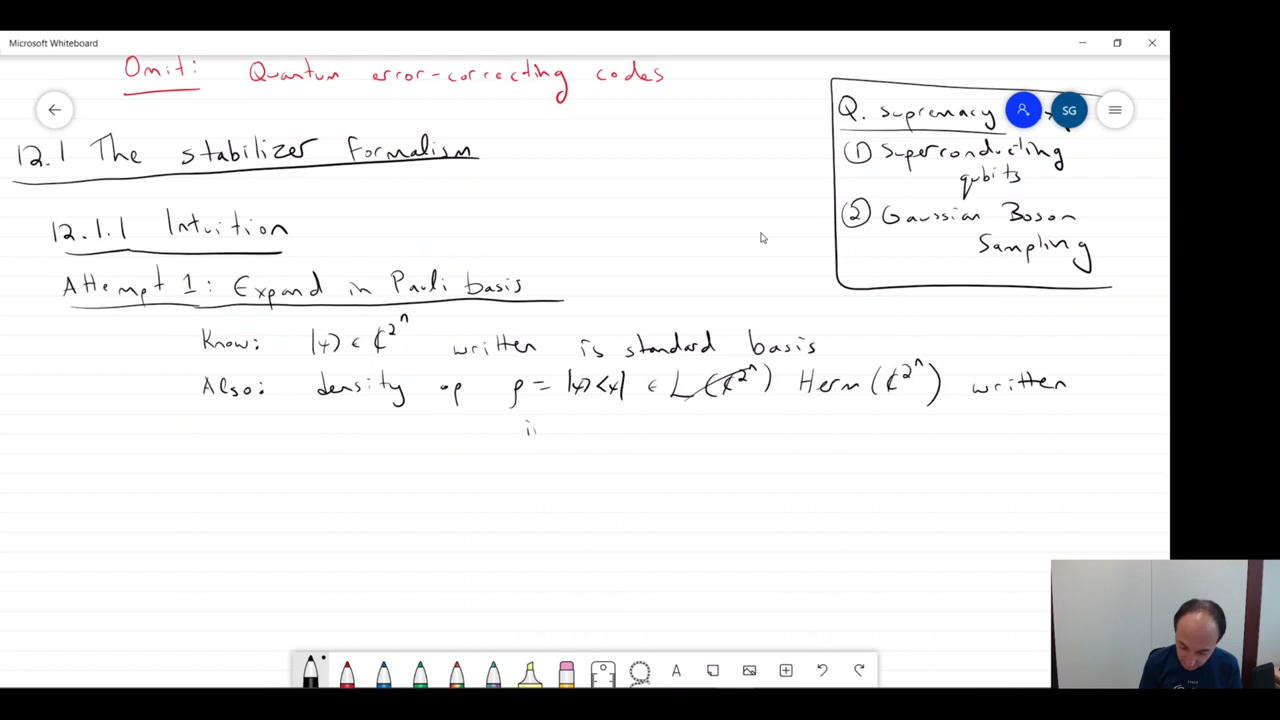 Microsoft Whiteboard
Omit: Quantum error-correcting codes
SG
Q. Supremacy
① Superconducting
qubits
② Gaussian Boson
Sampling
12.1 The stabilizer Formalism
12.1.1 Intuition
Attempt 1: Expand in Pauli basis
Know: |ψ⟩ ∈ ℂ^2^n written is standard basis
Also: density op ρ = |ψ⟩⟨ψ| ∈ L(ℂ^2^n) Herm(ℂ^2^n) written
i
A